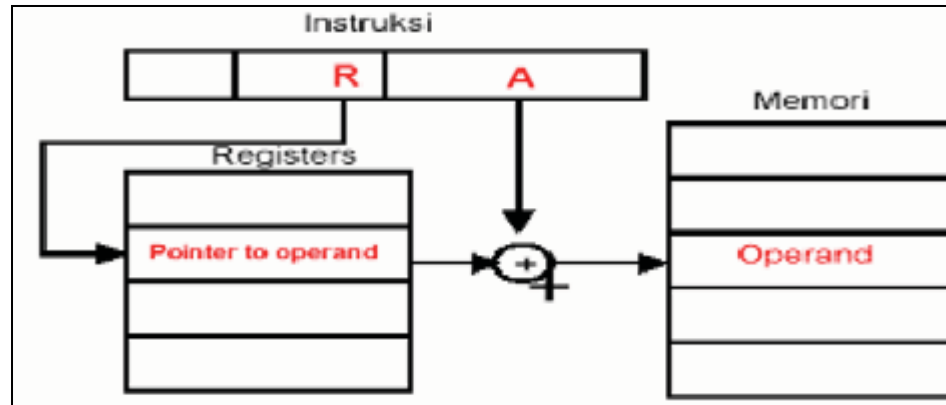 Instruksi
R A
Memori
Registers
Pointer to operand
+
Operand